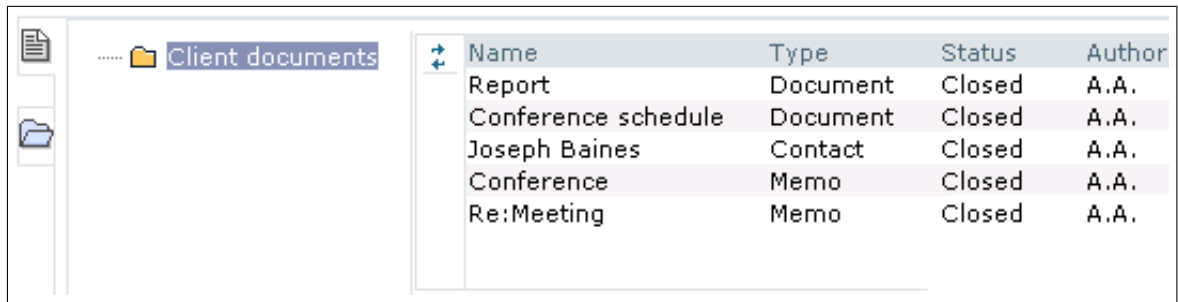 Client documents
Name Type Status Author
Report Document Closed A.A.
Conference schedule Document Closed A.A.
Joseph Baines Contact Closed A.A.
Conference Memo Closed A.A.
Re:Meeting Memo Closed A.A.